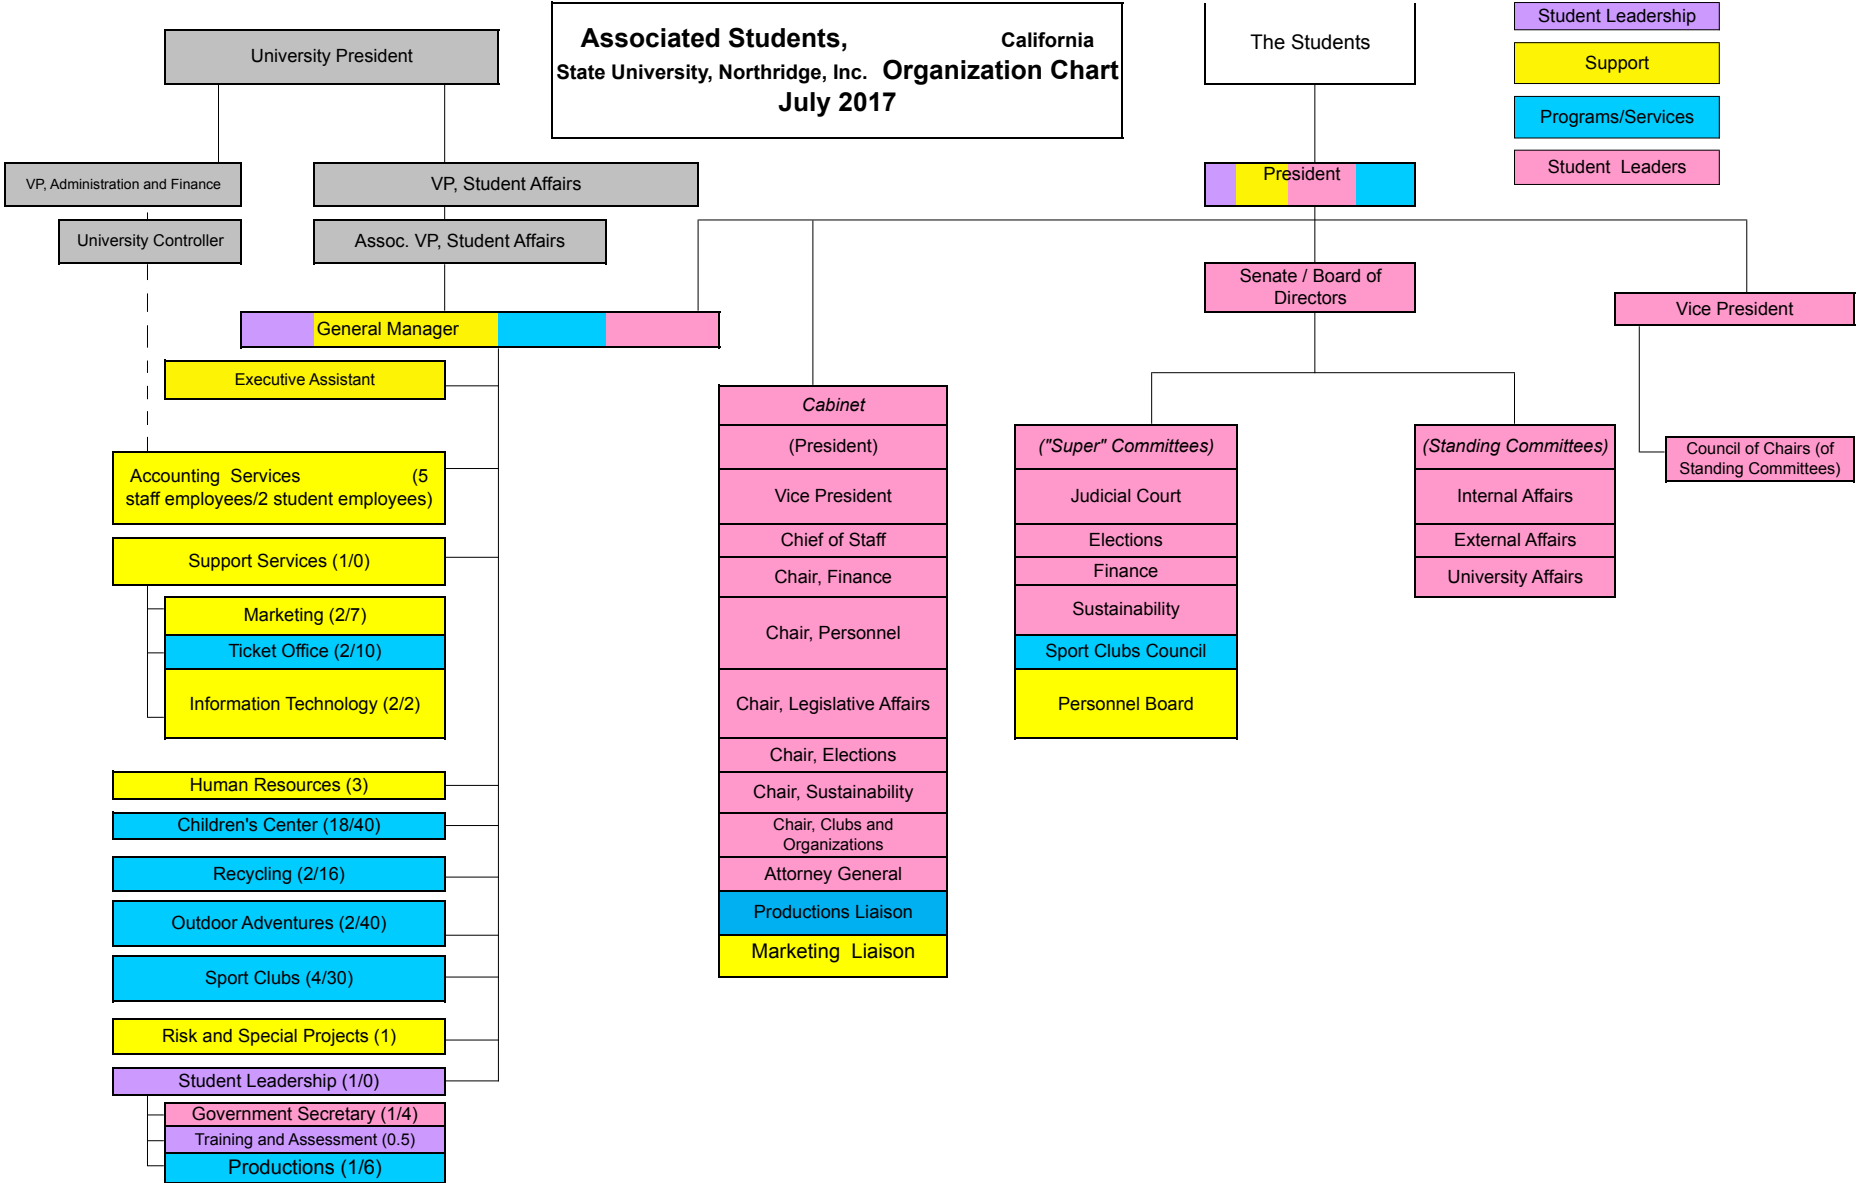 Associated Students, California
State University, Northridge, Inc. Organization Chart
July 2017
University President
The Students
Student Leadership
Support
Programs/Services
Student Leaders
VP, Administration and Finance
VP, Student Affairs
President
University Controller
Assoc. VP, Student Affairs
Senate / Board of
Directors
Vice President
General Manager
Executive Assistant
Accounting Services (5
staff employees/2 student employees)
Support Services (1/0)
Marketing (2/7)
Ticket Office (2/10)
Information Technology (2/2)
Human Resources (3)
Children's Center (18/40)
Recycling (2/16)
Outdoor Adventures (2/40)
Sport Clubs (4/30)
Risk and Special Projects (1)
Student Leadership (1/0)
Government Secretary (1/4)
Training and Assessment (0.5)
Productions (1/6)
Cabinet
(President)
Vice President
Chief of Staff
Chair, Finance
Chair, Personnel
Chair, Legislative Affairs
Chair, Elections
Chair, Sustainability
Chair, Clubs and
Organizations
Attorney General
Productions Liaison
Marketing Liaison
("Super" Committees)
Judicial Court
Elections
Finance
Sustainability
Sport Clubs Council
Personnel Board
(Standing Committees)
Internal Affairs
External Affairs
University Affairs
Council of Chairs (of
Standing Committees)